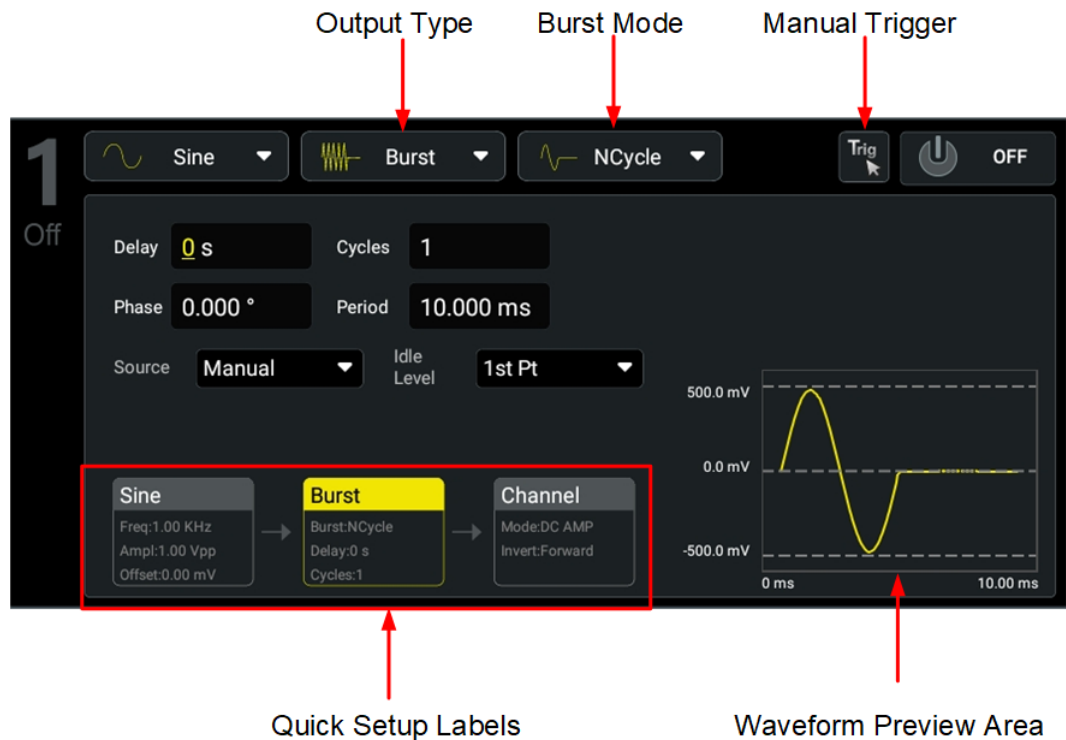 Output Type Burst Mode Manual Trigger
1 Sine Burst NCycle Trig OFF
Off
Delay 0 s Cycles 1
Phase 0.000 ° Period 10.000 ms
Source Manual Idle Level 1st Pt
500.0 mV
0.0 mV
-500.0 mV
0 ms 10.00 ms
Sine
Freq:1.00 KHz
Ampl:1.00 Vpp
Offset:0.00 mV
Burst
Burst:NCycle
Delay:0 s
Cycles:1
Channel
Mode:DC AMP
Invert:Forward
Quick Setup Labels Waveform Preview Area